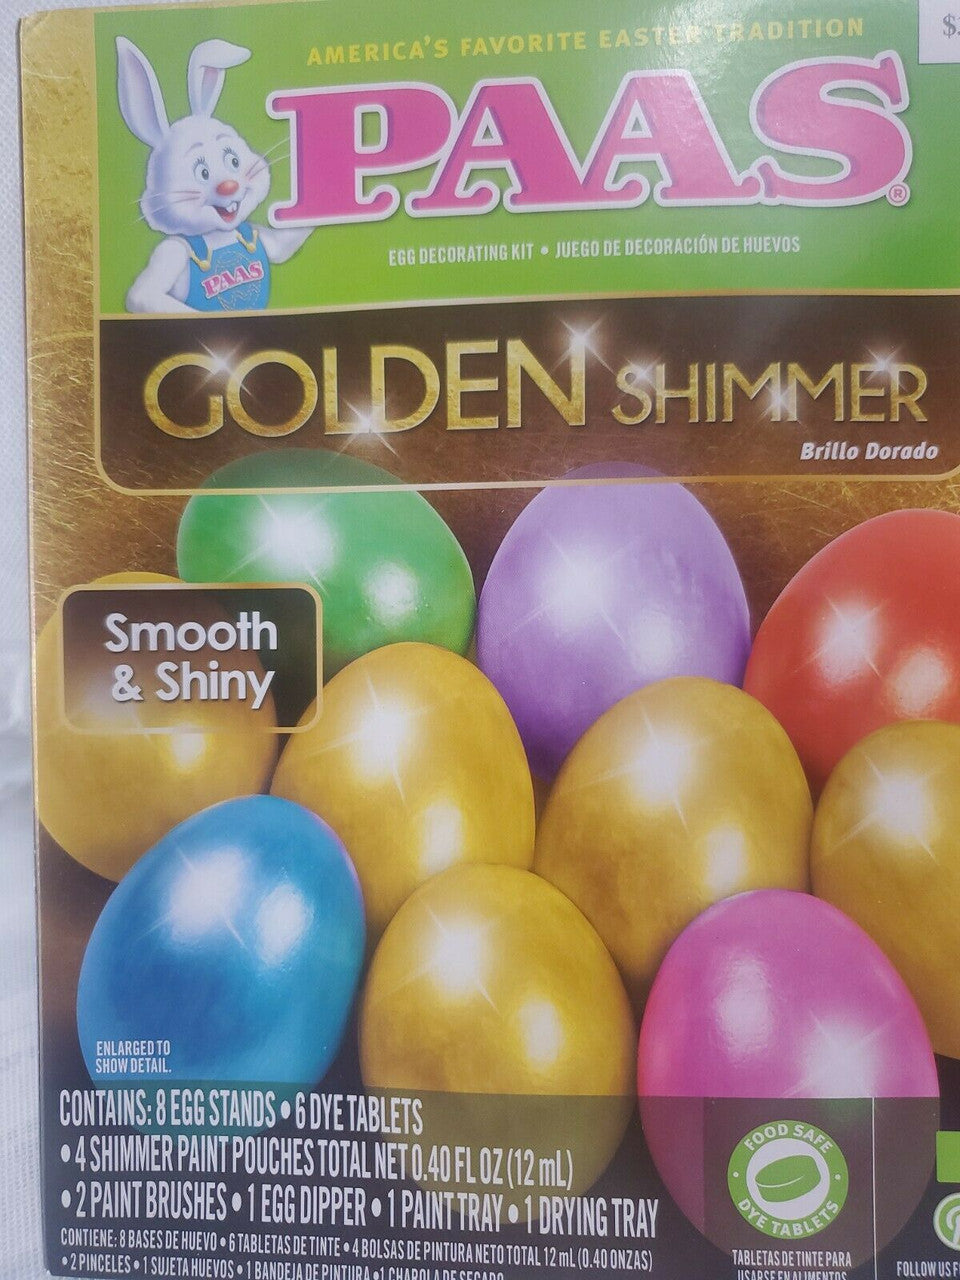 AMERICA'S FAVORITE EASTER TRADITION
PAAS®
PAAS
EGG DECORATING KIT • JUEGO DE DECORACIÓN DE HUEVOS
GOLDEN SHIMMER
Brillo Dorado
Smooth
& Shiny
ENLARGED TO
SHOW DETAIL.
CONTAINS: 8 EGG STANDS • 6 DYE TABLETS
• 4 SHIMMER PAINT POUCHES TOTAL NET 0.40 FL OZ (12 mL)
• 2 PAINT BRUSHES • 1 EGG DIPPER • 1 PAINT TRAY • 1 DRYING TRAY
CONTIENE: 8 BASES DE HUEVO • 6 TABLETAS DE TINTE • 4 BOLSAS DE PINTURA NETO TOTAL 12 mL (0.40 ONZAS)
• 2 PINCELES • 1 SUJETA HUEVOS • 1 BANDEJA DE PINTURA • 1 CHAROLA DE SECADO
FOOD SAFE
DYE TABLETS
TABLETAS DE TINTE PARA
USARSE EN ALIMENTOS
FOLLOW US